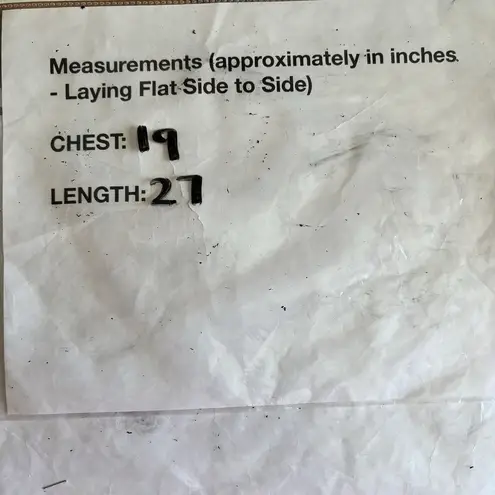 Measurements (approximately in inches.
- Laying Flat Side to Side)
CHEST: 19
LENGTH: 27